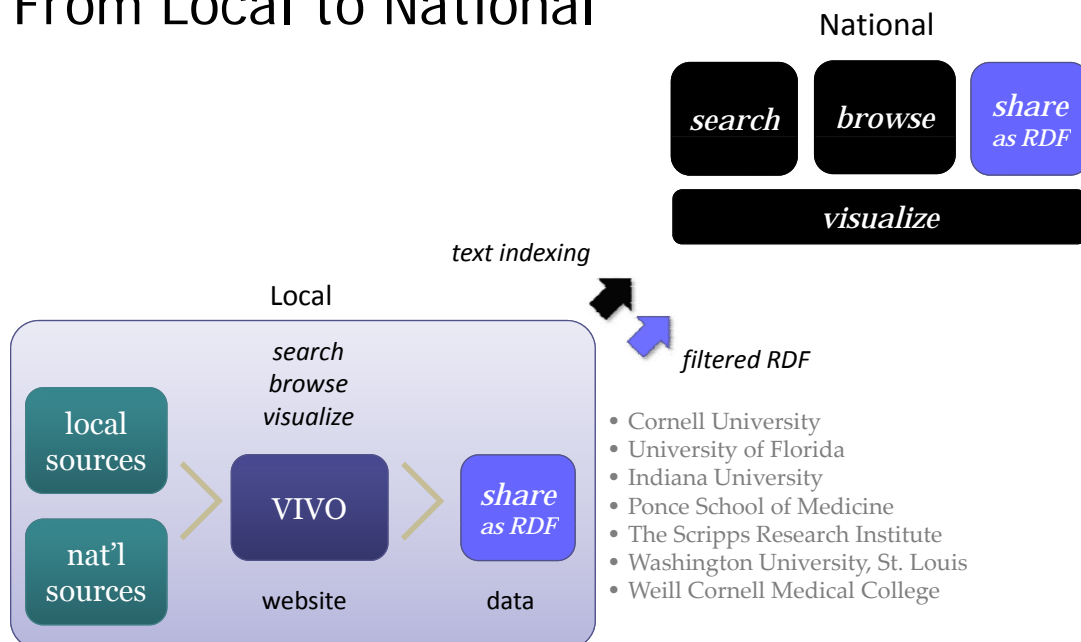 From Local to National
National
search
browse
share
as RDF
visualize
text indexing
filtered RDF
Local
search
browse
visualize
local
sources
nat'l
sources
VIVO
website
share
as RDF
data
• Cornell University
• University of Florida
• Indiana University
• Ponce School of Medicine
• The Scripps Research Institute
• Washington University, St. Louis
• Weill Cornell Medical College